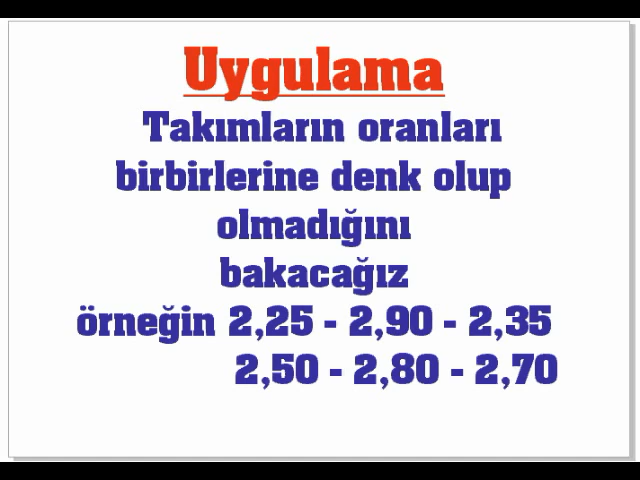 Uygulama
Takımların oranları
birbirlerine denk olup
olmadığını
bakacağız
örneğin 2,25 - 2,90 - 2,35
2,50 - 2,80 - 2,70